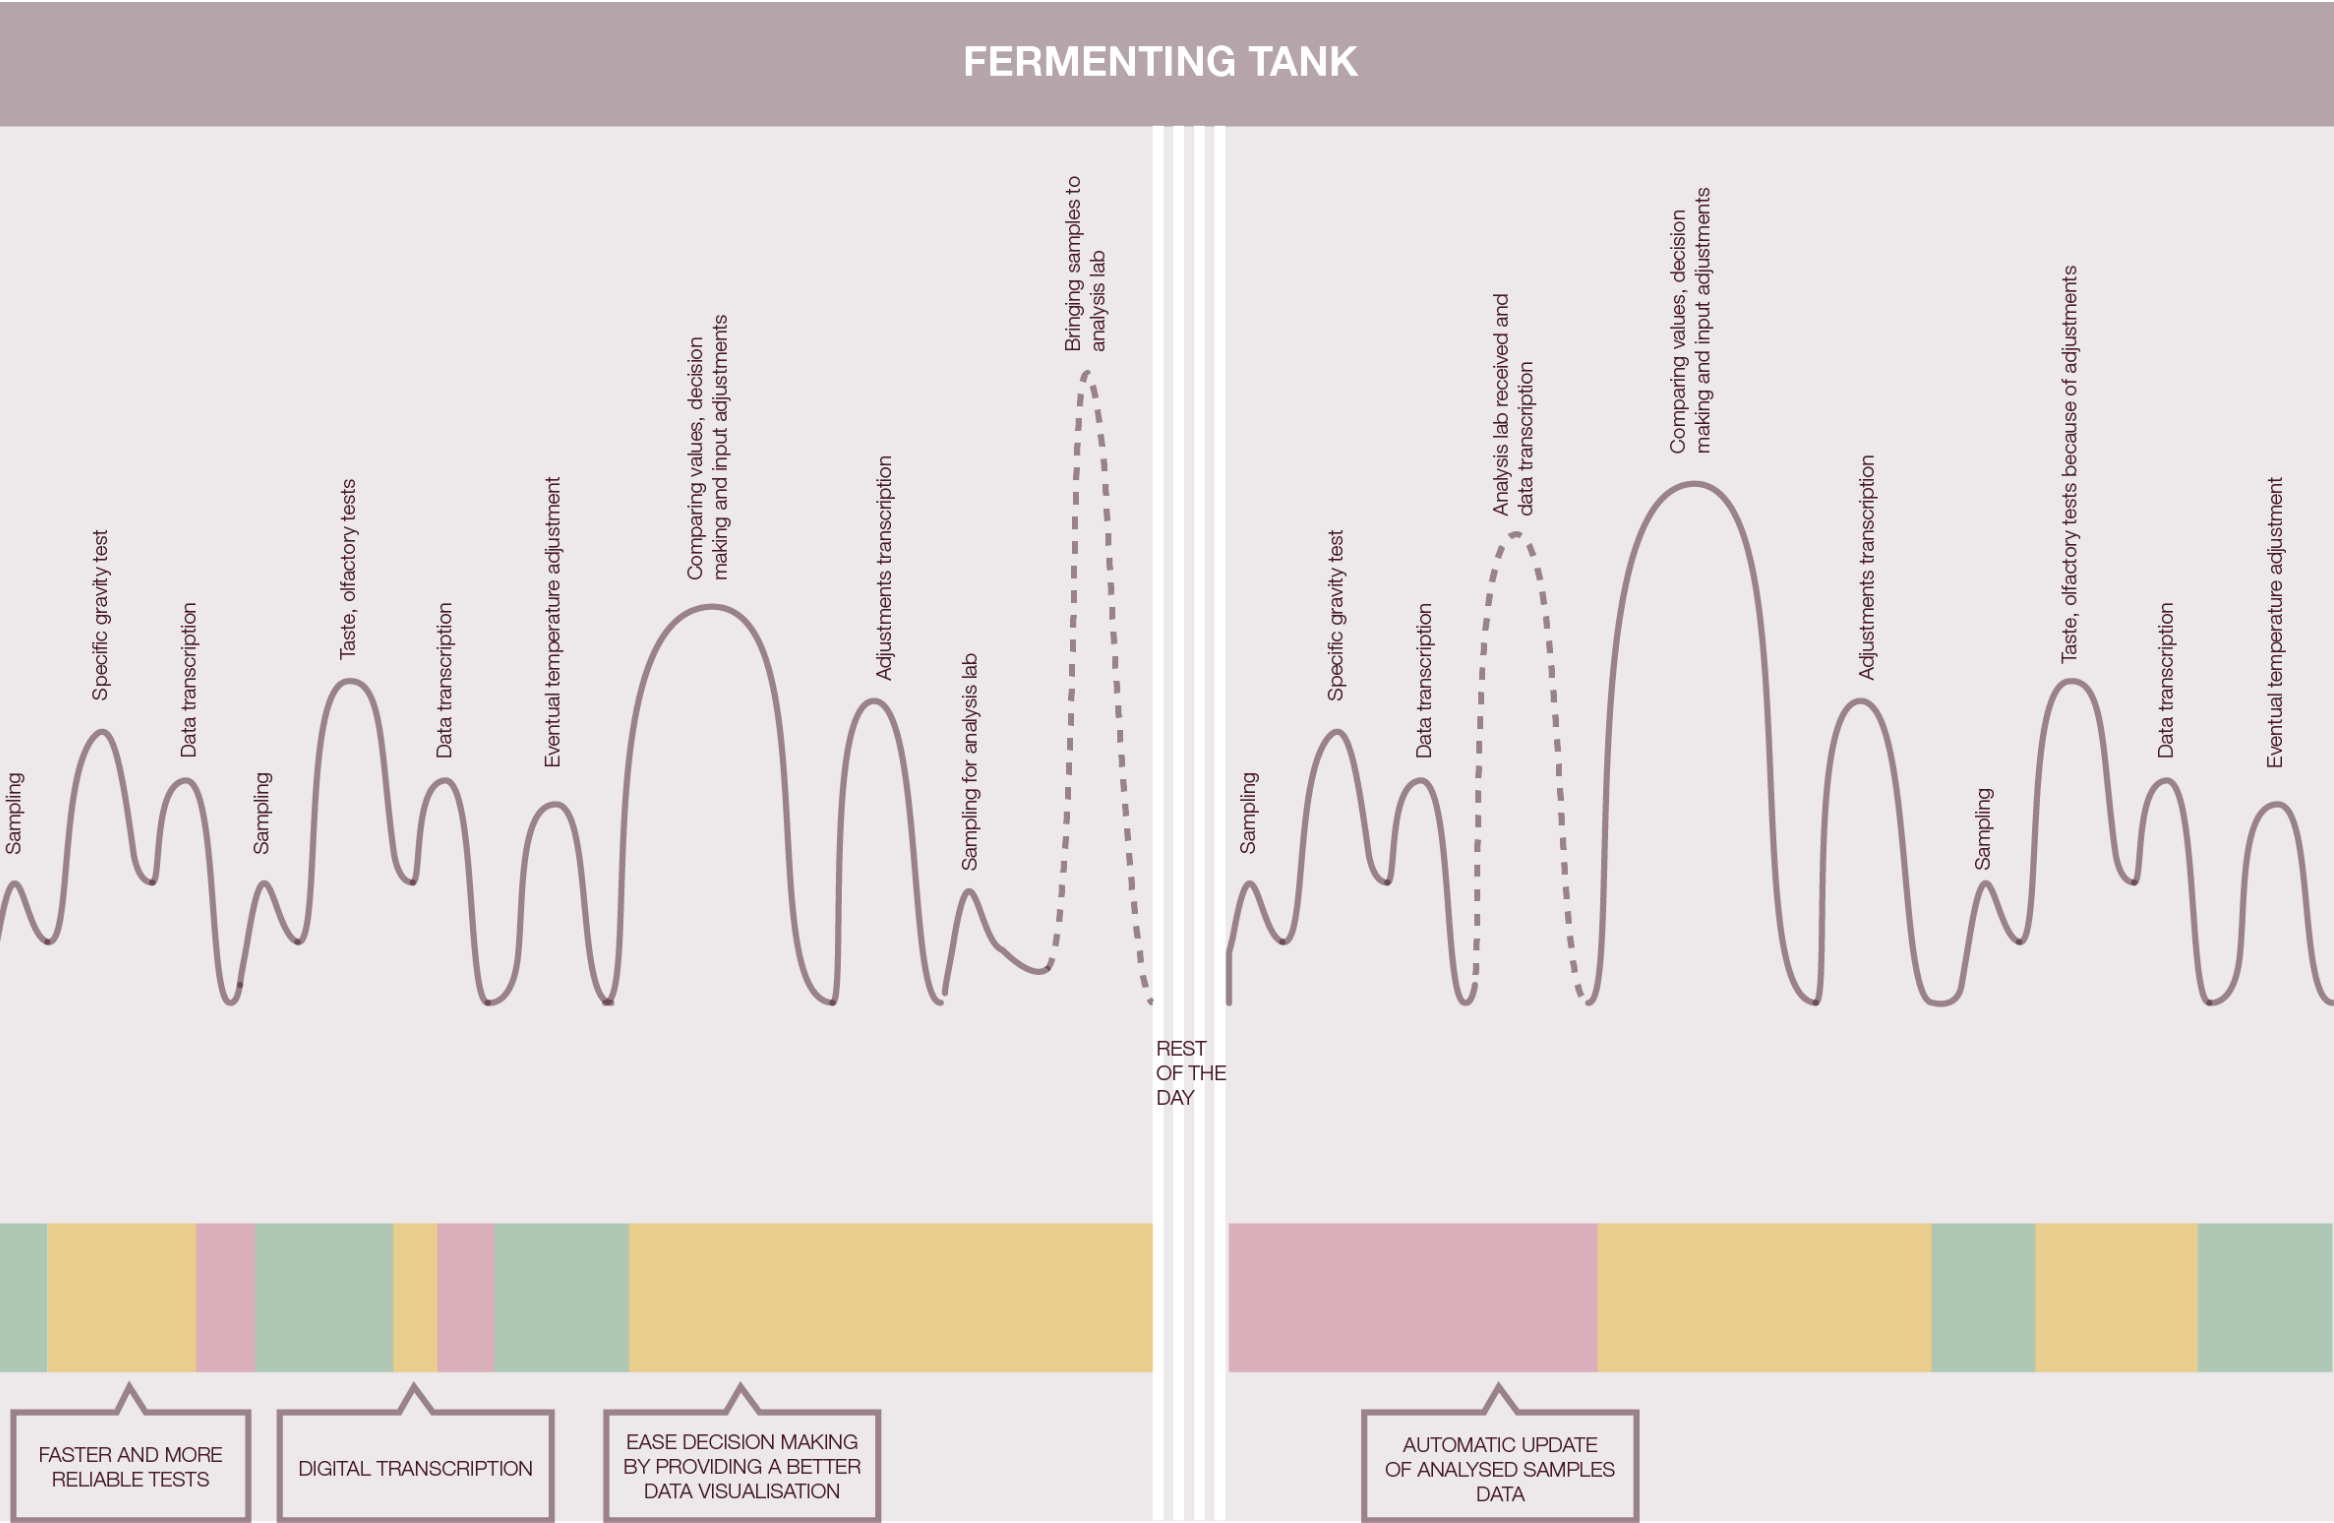 FERMENTING TANK
Sampling
Specific gravity test
Data transcription
Sampling
Taste, olfactory tests
Data transcription
Eventual temperature adjustment
Comparing values, decision
making and input adjustments
Adjustments transcription
Sampling for analysis lab
Bringing samples to
analysis lab
REST
OF THE
DAY
Sampling
Specific gravity test
Data transcription
Analysis lab received and
data transcription
Comparing values, decision
making and input adjustments
Adjustments transcription
Sampling
Taste, olfactory tests because of adjustments
Data transcription
Eventual temperature adjustment
FASTER AND MORE
RELIABLE TESTS
DIGITAL TRANSCRIPTION
EASE DECISION MAKING
BY PROVIDING A BETTER
DATA VISUALISATION
AUTOMATIC UPDATE
OF ANALYSED SAMPLES
DATA